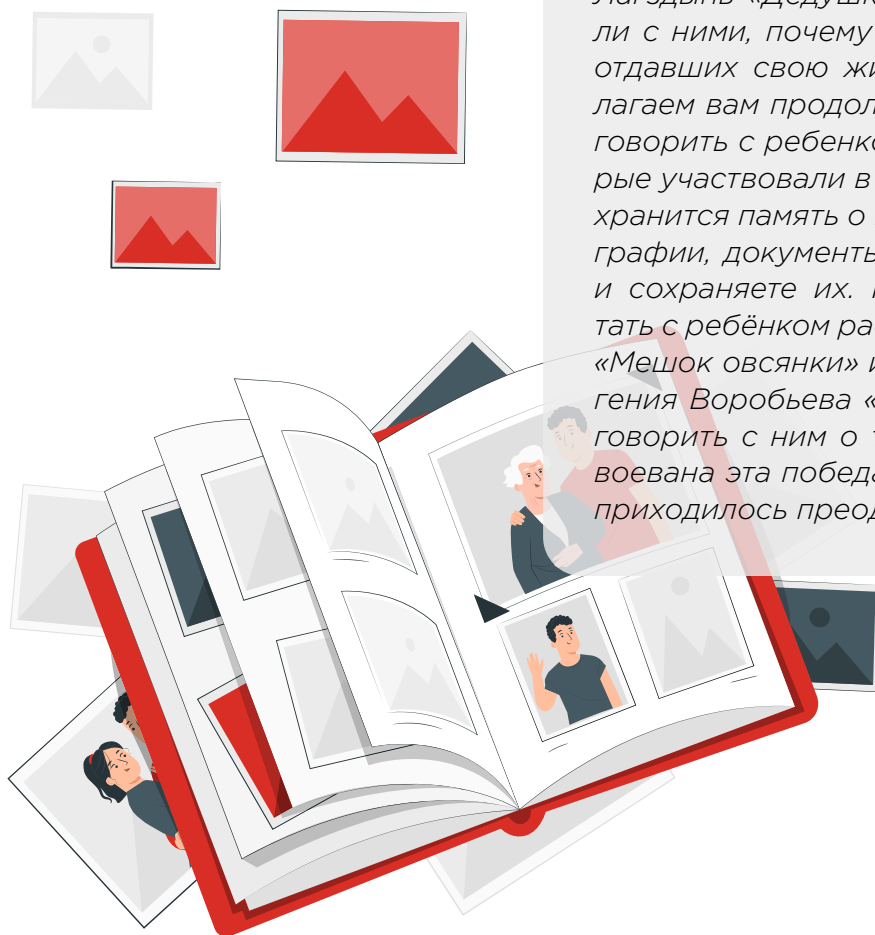 ли с ними, почему
отдавших свою жи
лагаем вам продол
говорить с ребенко
рые участвовали в
хранится память о
графии, документы
и сохраняете их.
тать с ребёнком ра
«Мешок овсянки» и
гения Воробьева «
говорить с ним о
воевана эта победа
приходилось преод